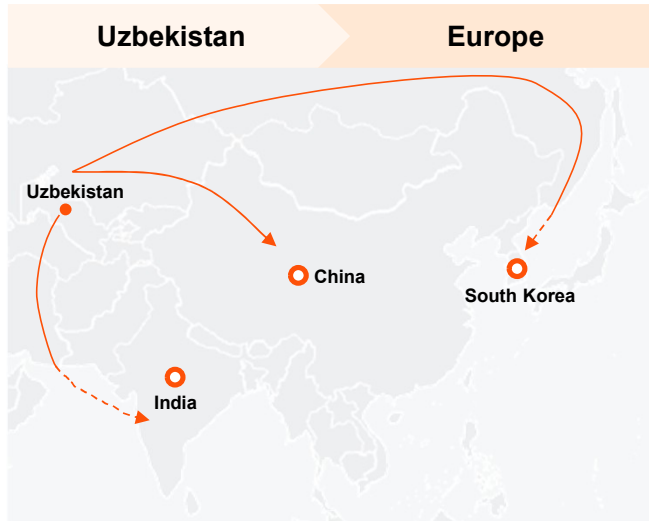 Uzbekistan
Europe
Uzbekistan
China
South Korea
India